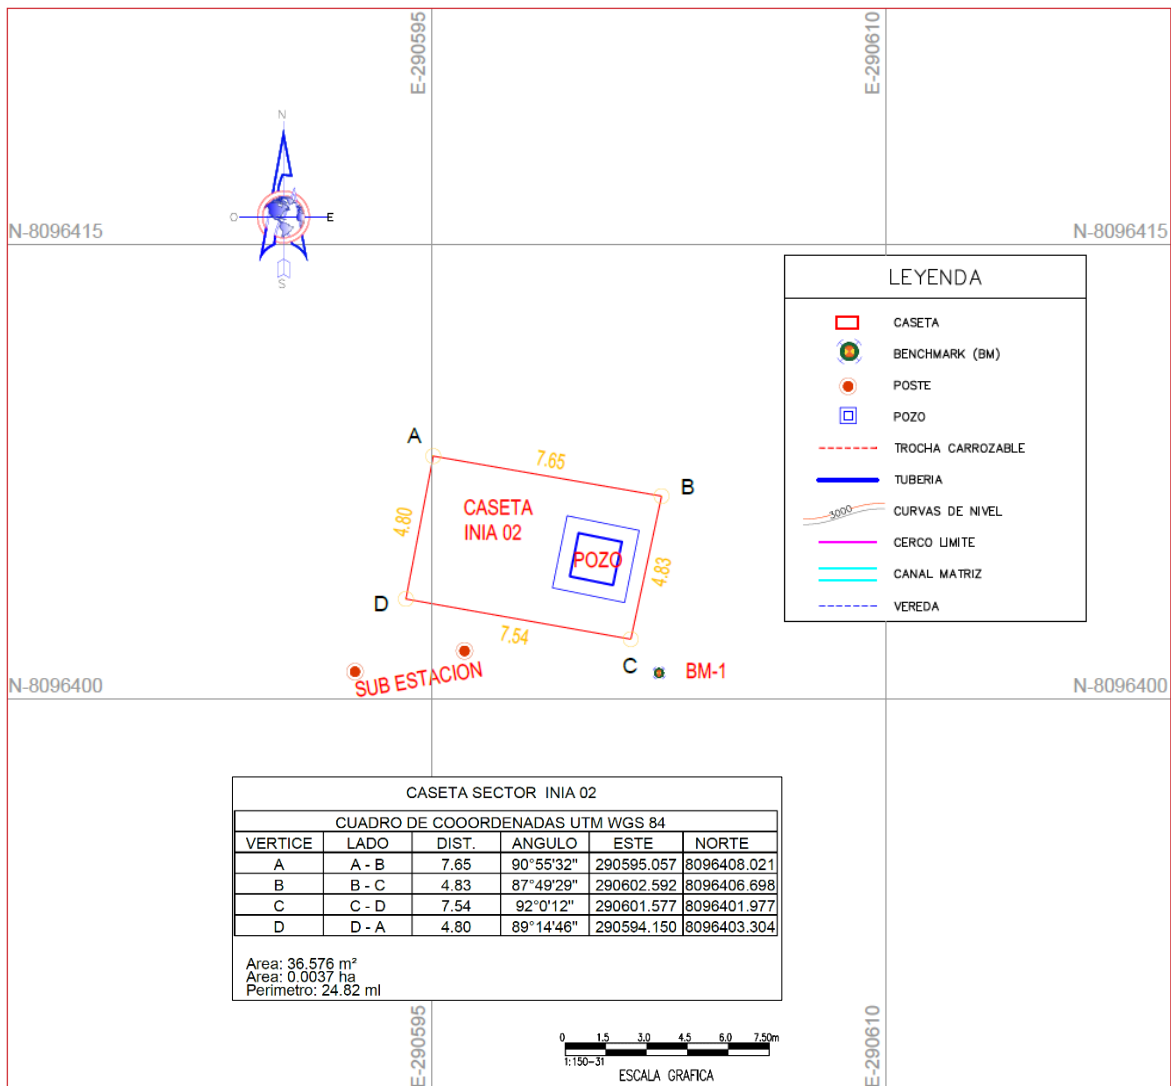 E-290595
E-290610
N
O
E
S
N-8096415
N-8096415
LEYENDA
CASETA
BENCHMARK (BM)
POSTE
POZO
TROCHA CARROZABLE
TUBERIA
3000
CURVAS DE NIVEL
CERCO LIMITE
CANAL MATRIZ
VEREDA
A
7.65
B
CASETA
INIA 02
4.80
POZO
4.83
D
7.54
C
BM-1
SUB ESTACION
N-8096400
N-8096400
CASETA SECTOR INIA 02
CUADRO DE COOORDENADAS UTM WGS 84
VERTICE LADO DIST. ANGULO ESTE NORTE
A A - B 7.65 90°55'32" 290595.057 8096408.021
B B - C 4.83 87°49'29" 290602.592 8096406.698
C C - D 7.54 92°0'12" 290601.577 8096401.977
D D - A 4.80 89°14'46" 290594.150 8096403.304
Area: 36.576 m²
Area: 0.0037 ha
Perimetro: 24.82 ml
E-290595
E-290610
0 1.5 3.0 4.5 6.0 7.50m
1:150-31
ESCALA GRAFICA